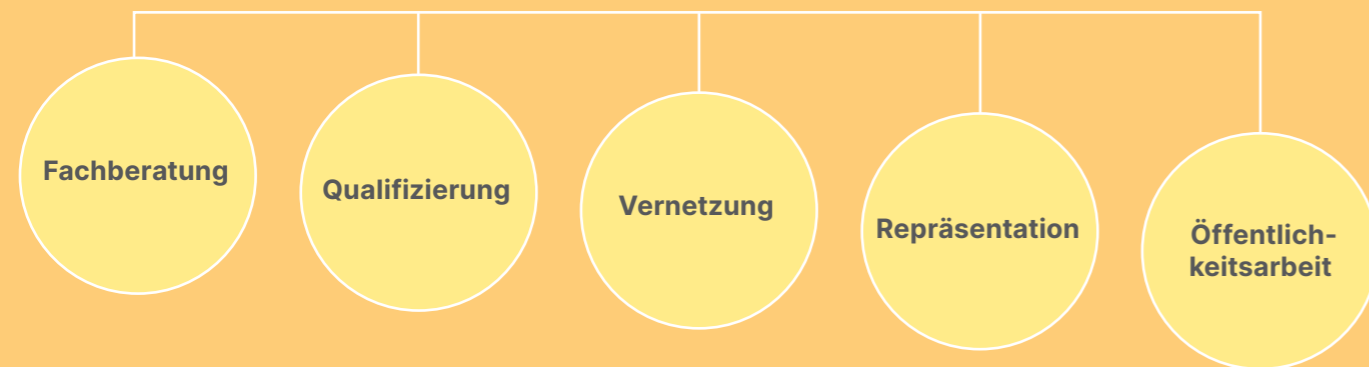 Fachberatung
Qualifizierung
Vernetzung
Repräsentation
Öffentlich-
keitsarbeit